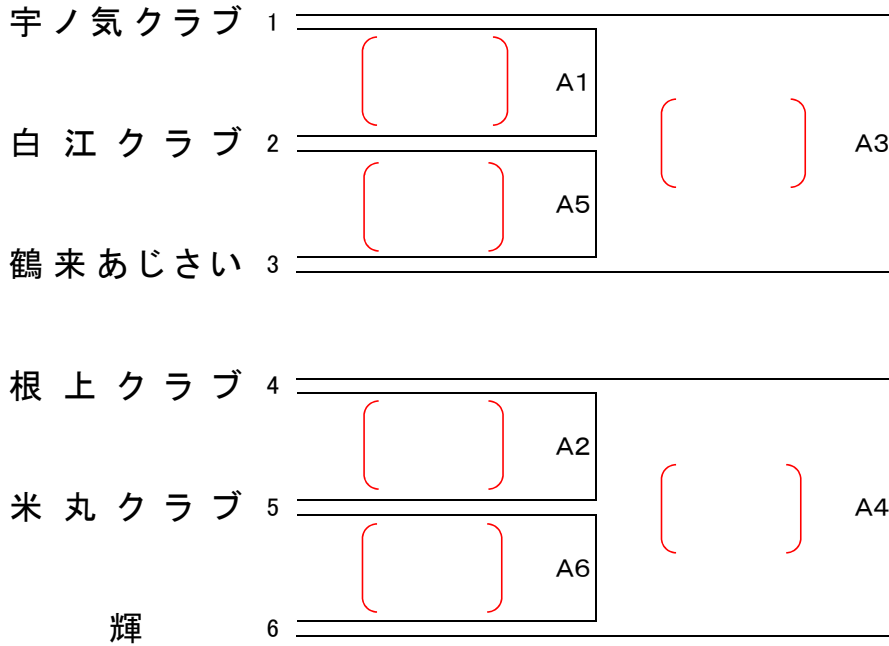 宇ノ気クラブ 1
A1
白江クラブ 2
A3
A5
鶴来あじさい 3
根上クラブ 4
A2
米丸クラブ 5
A4
A6
輝 6